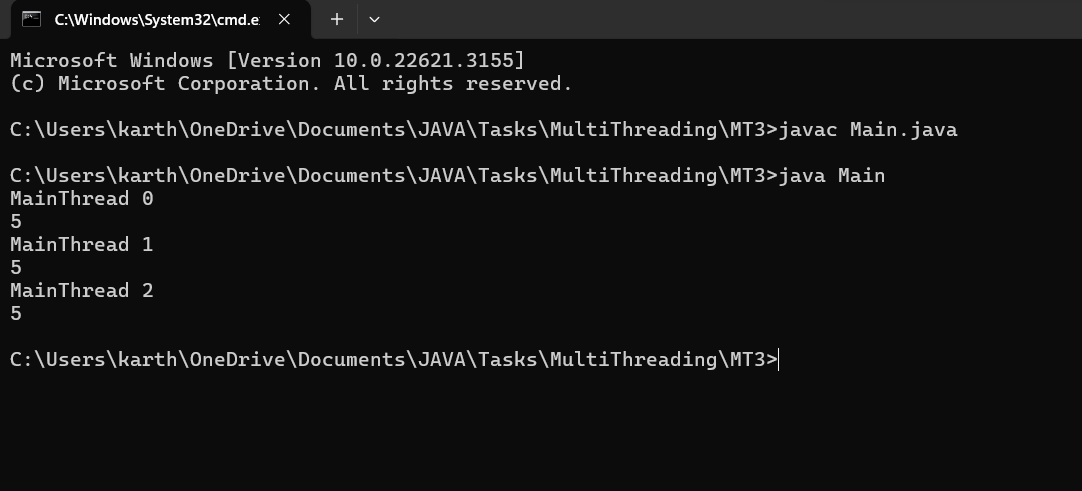 C:\Windows\System32\cmd.e
Microsoft Windows [Version 10.0.22621.3155]
(c) Microsoft Corporation. All rights reserved.
C:\Users\karth\OneDrive\Documents\JAVA\Tasks\MultiThreading\MT3>javac Main.java
C:\Users\karth\OneDrive\Documents\JAVA\Tasks\MultiThreading\MT3>java Main
MainThread 0
5
MainThread 1
5
MainThread 2
5
C:\Users\karth\OneDrive\Documents\JAVA\Tasks\MultiThreading\MT3>